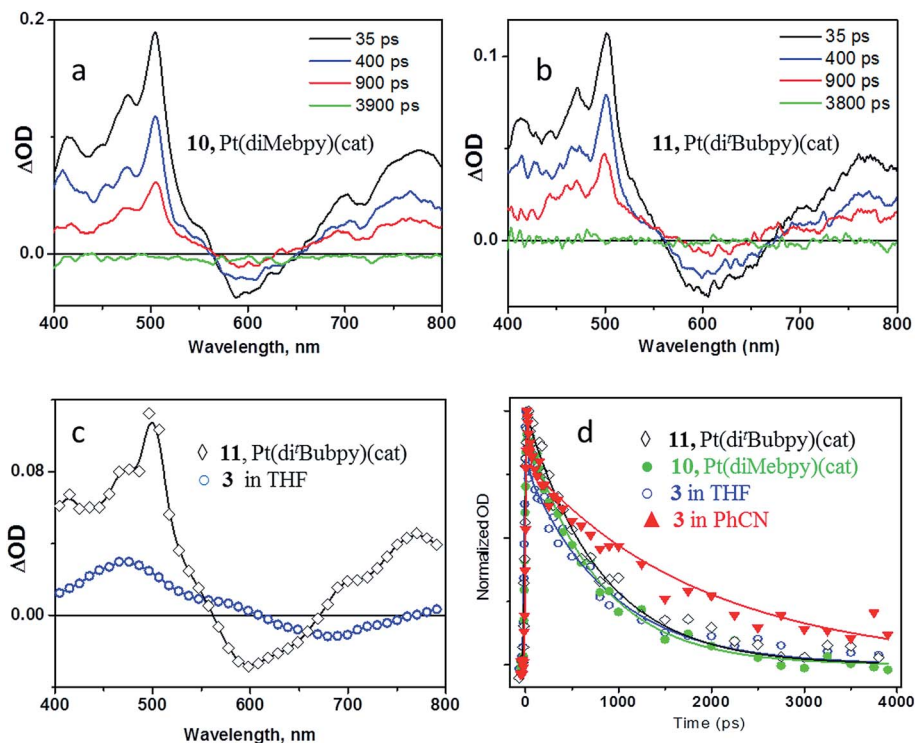 0.2
0.0
ΔOD
a
35 ps
400 ps
900 ps
3900 ps
10, Pt(diMebpy)(cat)
400 500 600 700 800
Wavelength, nm
0.1
0.0
ΔOD
b
35 ps
400 ps
900 ps
3800 ps
11, Pt(diᵗBubpy)(cat)
400 500 600 700 800
Wavelength (nm)
0.08
0.00
ΔOD
c
11, Pt(diᵗBubpy)(cat)
3 in THF
400 500 600 700 800
Wavelength, nm
Normalized OD
d
11, Pt(diᵗBubpy)(cat)
10, Pt(diMebpy)(cat)
3 in THF
3 in PhCN
0 1000 2000 3000 4000
Time (ps)